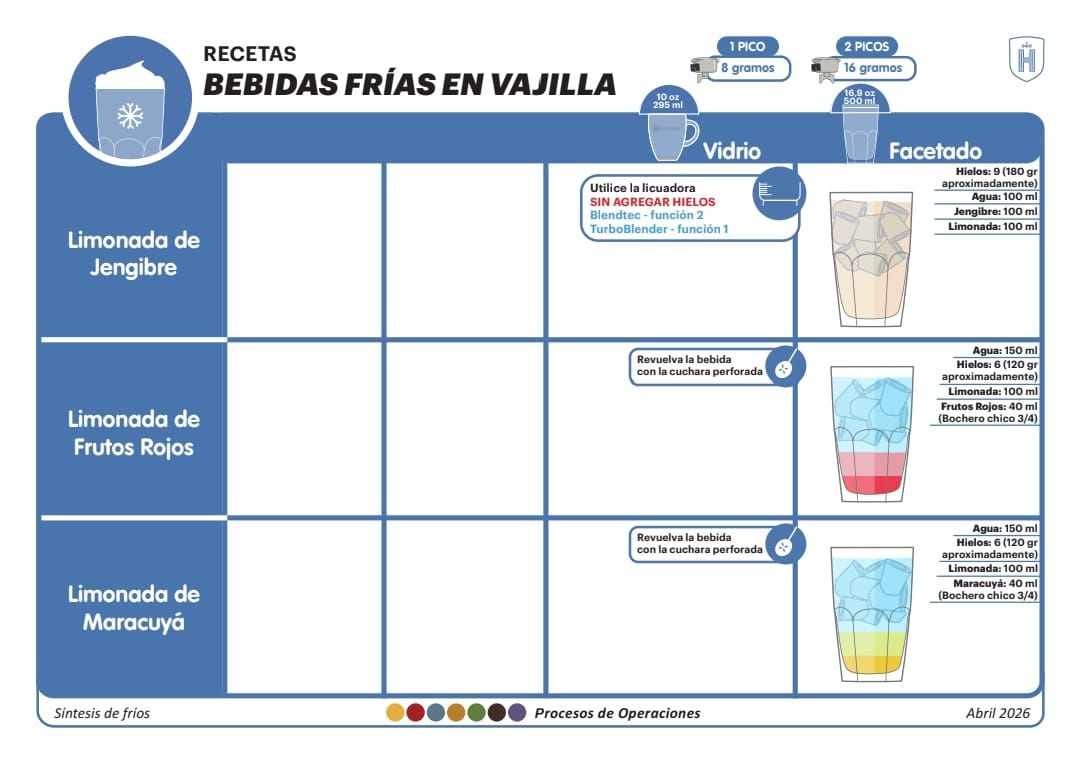 RECETAS
BEBIDAS FRÍAS EN VAJILLA
1 PICO
8 gramos
2 PICOS
16 gramos
10 oz
295 ml
Vidrio
16,9 oz
500 ml
Facetado
Limonada de
Jengibre
Utilice la licuadora
SIN AGREGAR HIELOS
Blendtec - función 2
TurboBlender - función 1
Hielos: 9 (180 gr
aproximadamente)
Agua: 100 ml
Jengibre: 100 ml
Limonada: 100 ml
Limonada de
Frutos Rojos
Revuelva la bebida
con la cuchara perforada
Agua: 150 ml
Hielos: 6 (120 gr
aproximadamente)
Limonada: 100 ml
Frutos Rojos: 40 ml
(Bochero chico 3/4)
Limonada de
Maracuyá
Revuelva la bebida
con la cuchara perforada
Agua: 150 ml
Hielos: 6 (120 gr
aproximadamente)
Limonada: 100 ml
Maracuyá: 40 ml
(Bochero chico 3/4)
Síntesis de fríos
Procesos de Operaciones
Abril 2026
H